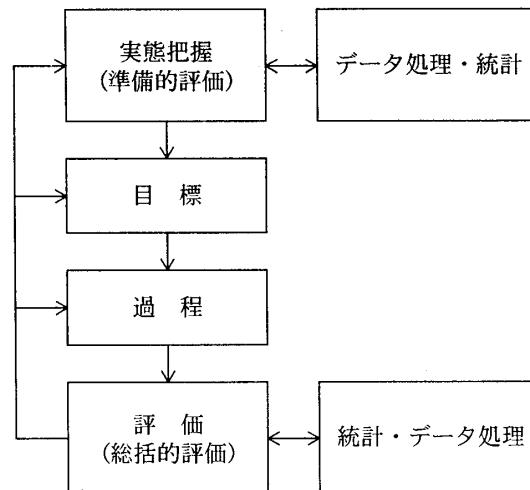 実態把握
(準備的評価)
データ処理・統計
目　標
過　程
評　価
(総括的評価)
統計・データ処理